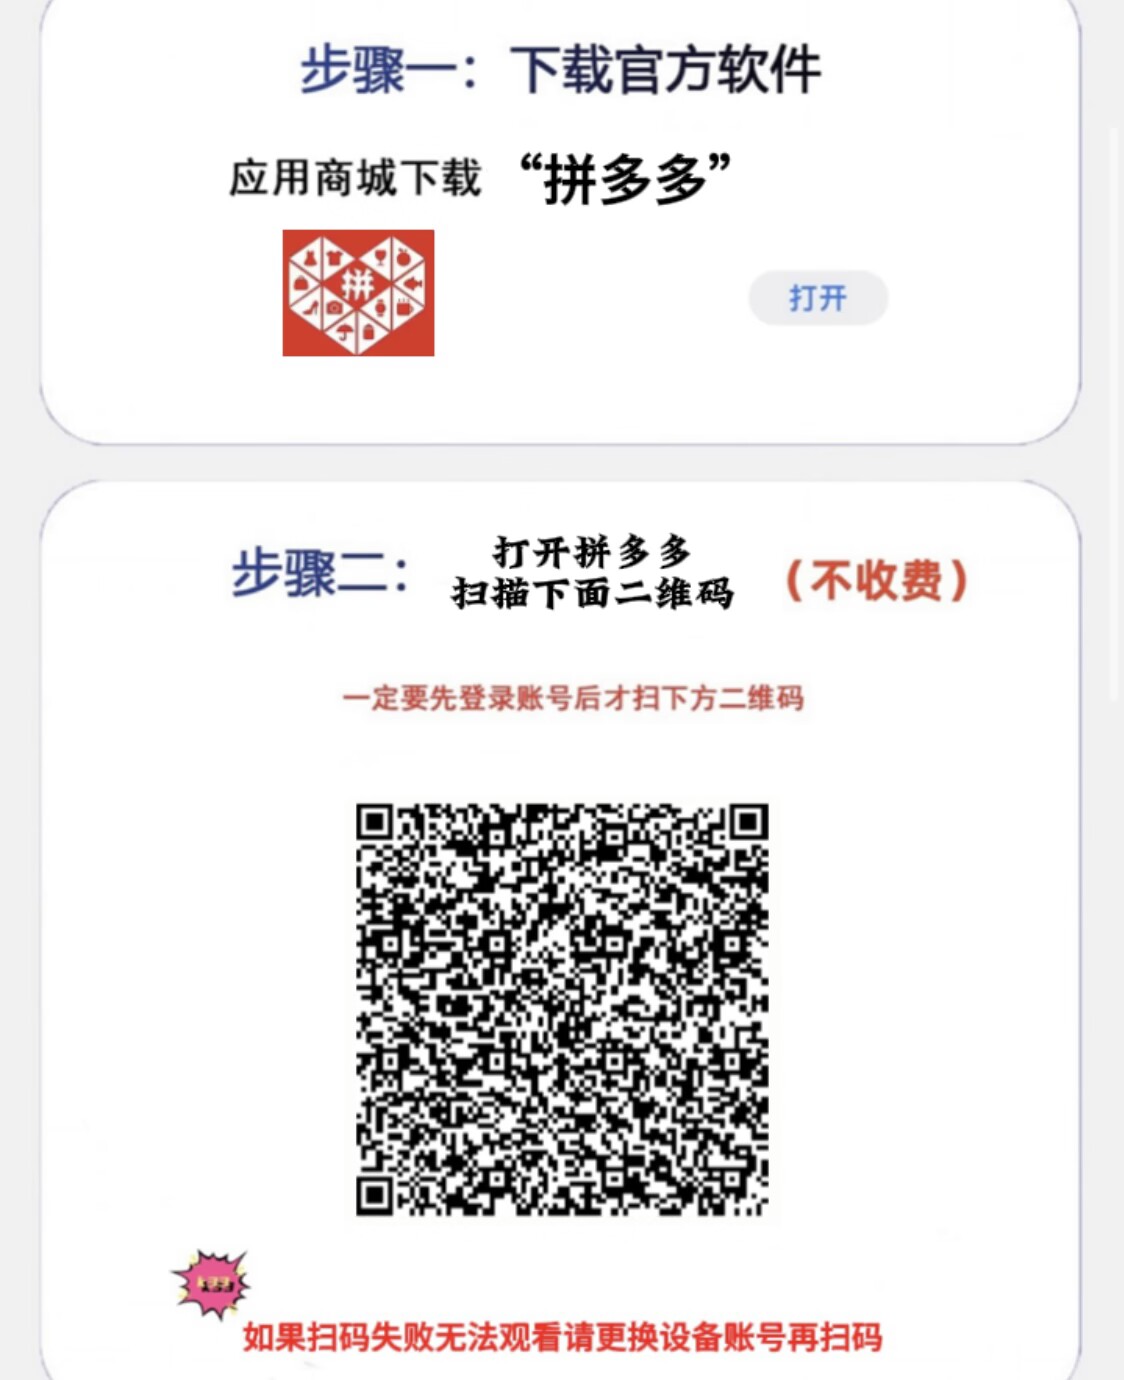 步骤一：下载官方软件
应用商城下载 “拼多多”
拼
打开
步骤二：
打开拼多多
扫描下面二维码
（不收费）
一定要先登录账号后才扫下方二维码
如果扫码失败无法观看请更换设备账号再扫码